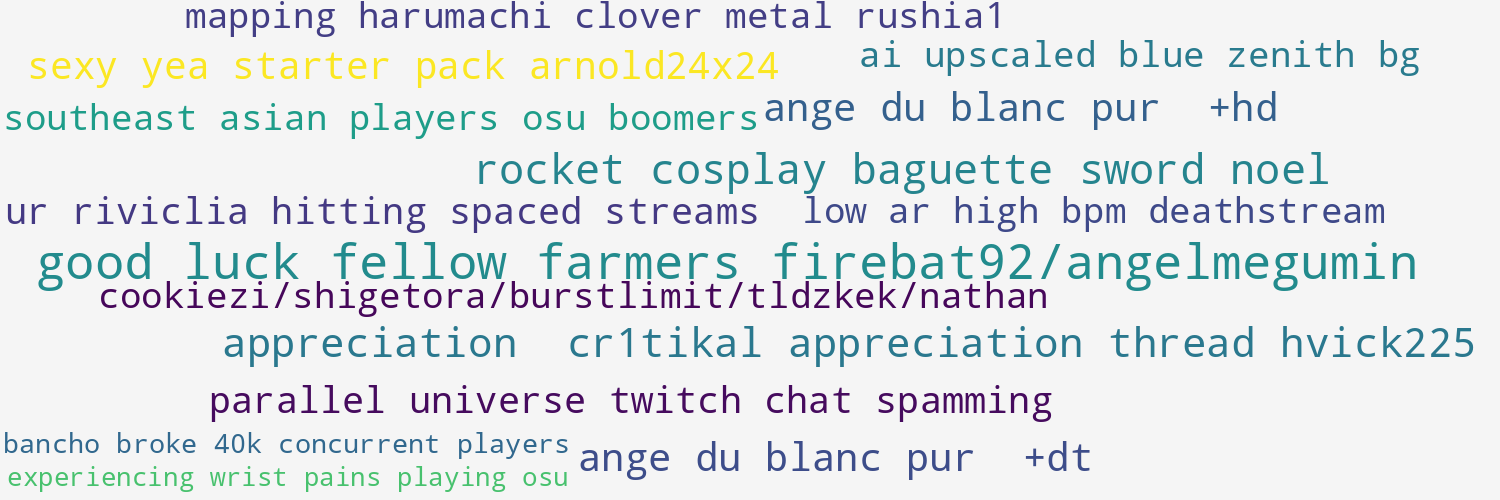 mapping harumachi clover metal rushia1
sexy yea starter pack arnold24x24
ai upscaled blue zenith bg
southeast asian players osu boomers
ange du blanc pur +hd
rocket cosplay baguette sword noel
ur riviclia hitting spaced streams
low ar high bpm deathstream
good luck fellow farmers firebat92/angelmegumin
cookiezi/shigetora/burstlimit/tldzkek/nathan
appreciation cr1tikal appreciation thread hvick225
parallel universe twitch chat spamming
bancho broke 40k concurrent players
ange du blanc pur +dt
experiencing wrist pains playing osu